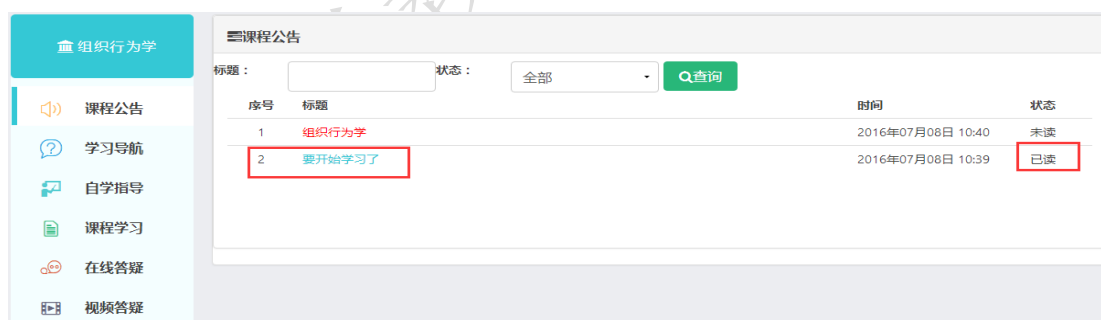 组织行为学
课程公告
标题： 状态： 全部 查询
序号 标题 时间 状态
1 组织行为学 2016年07月08日 10:40 未读
2 要开始学习了 2016年07月08日 10:39 已读
课程公告
学习导航
自学指导
课程学习
在线答疑
视频答疑